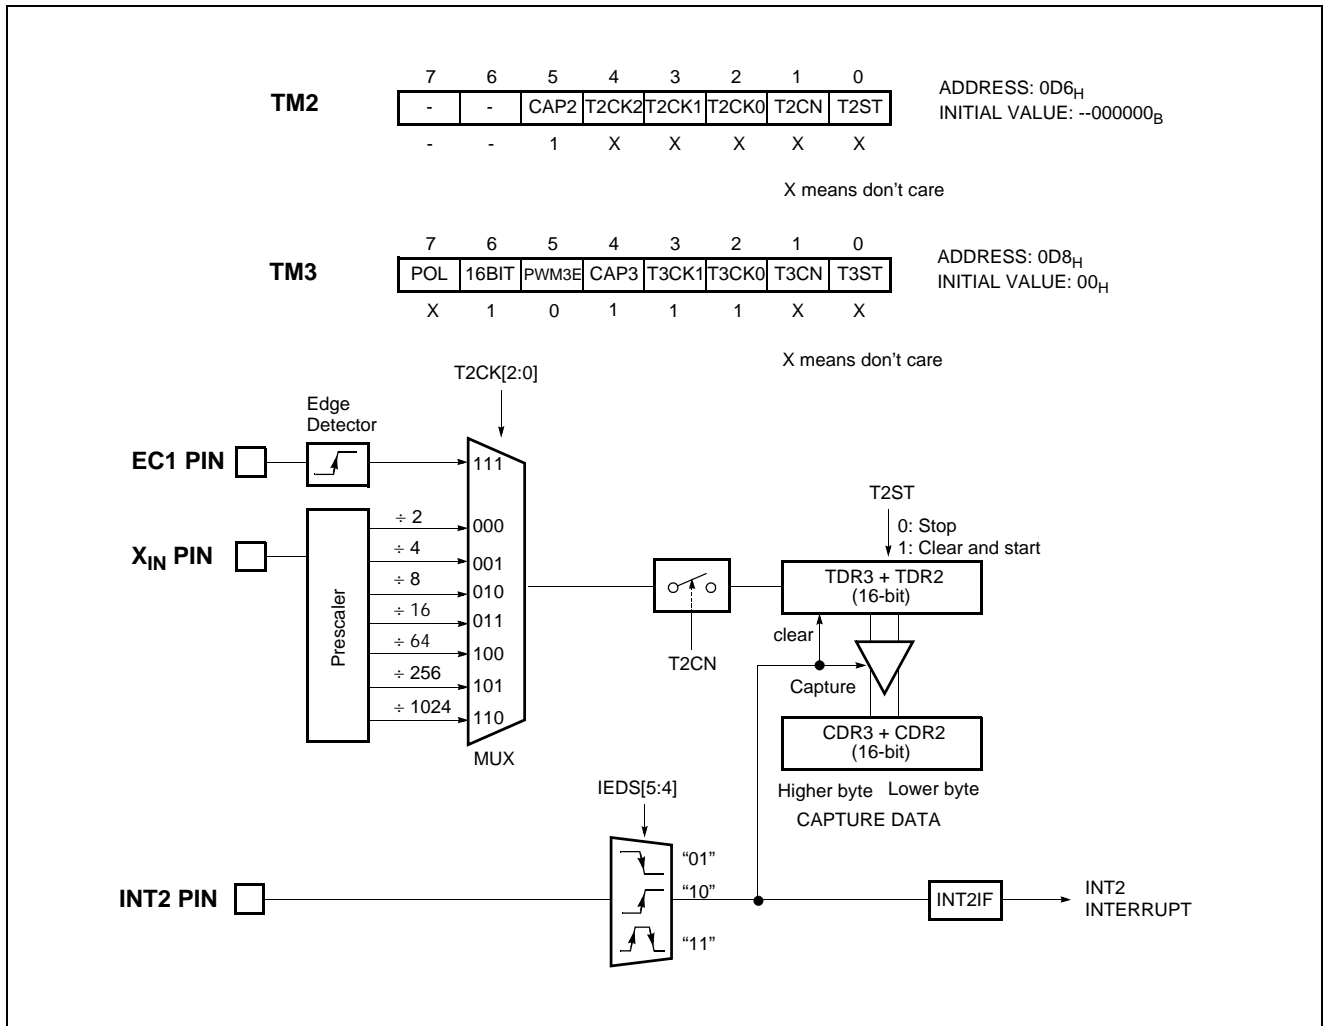 7 6 5 4 3 2 1 0
TM2 - - CAP2 T2CK2 T2CK1 T2CK0 T2CN T2ST
- - 1 X X X X X
ADDRESS: 0D6H
INITIAL VALUE: --000000B
X means don't care
7 6 5 4 3 2 1 0
TM3 POL 16BIT PWM3E CAP3 T3CK1 T3CK0 T3CN T3ST
X 1 0 1 1 1 X X
ADDRESS: 0D8H
INITIAL VALUE: 00H
X means don't care
T2CK[2:0]
Edge
Detector
EC1 PIN
111
XIN PIN
Prescaler
÷ 2 000
÷ 4 001
÷ 8 010
÷ 16 011
÷ 64 100
÷ 256 101
÷ 1024 110
MUX
T2CN
T2ST
0: Stop
1: Clear and start
TDR3 + TDR2
(16-bit)
clear
Capture
CDR3 + CDR2
(16-bit)
Higher byte Lower byte
CAPTURE DATA
IEDS[5:4]
“01”
INT2 PIN
“10”
“11”
INT2IF
INT2
INTERRUPT